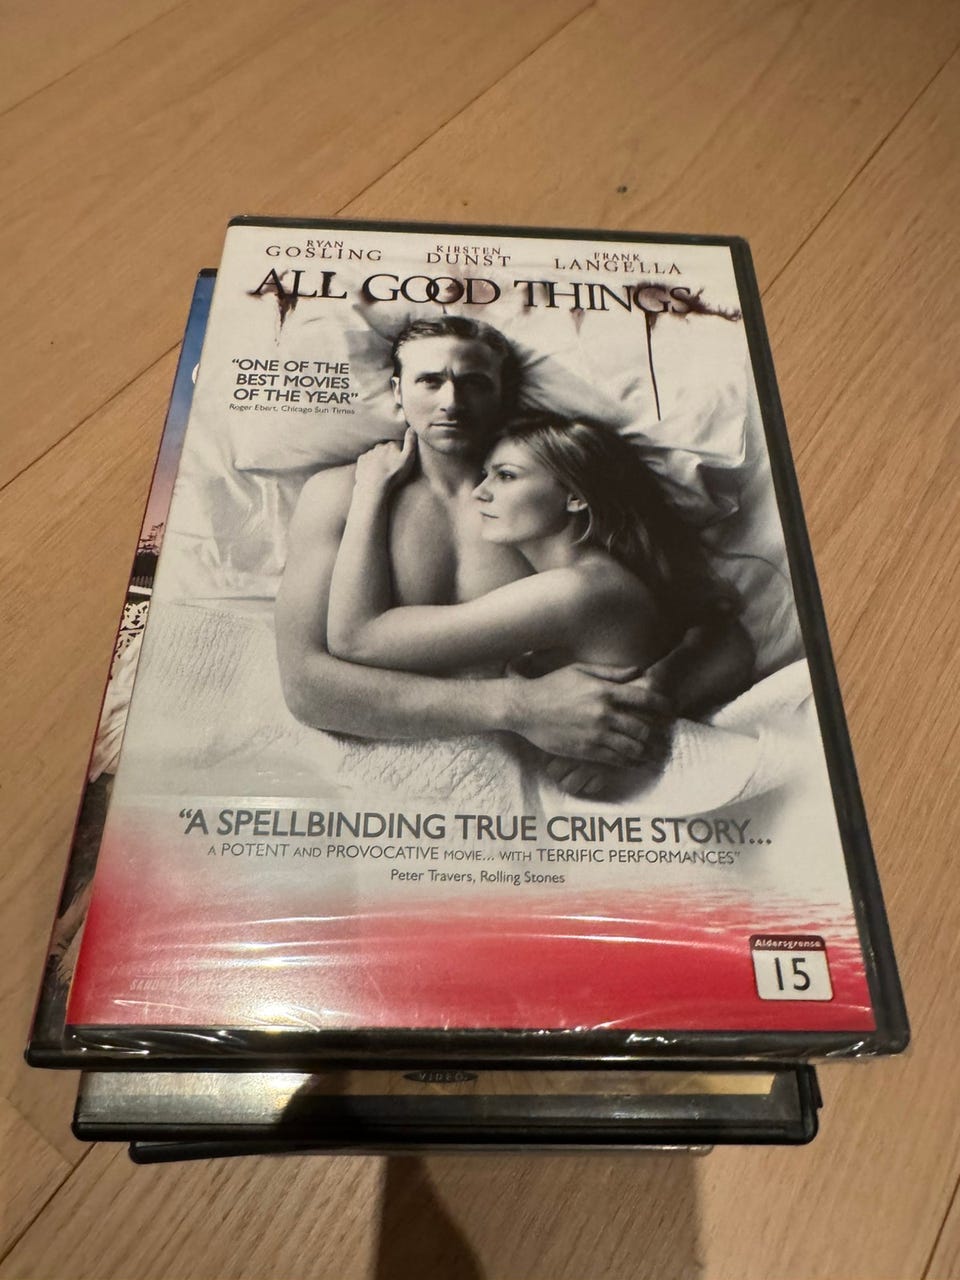 RYAN
GOSLING
KIRSTEN
DUNST
FRANK
LANGELLA
ALL GOOD THINGS
"ONE OF THE
BEST MOVIES
OF THE YEAR"
Roger Ebert, Chicago Sun Times
"A SPELLBINDING TRUE CRIME STORY...
A POTENT AND PROVOCATIVE MOVIE... WITH TERRIFIC PERFORMANCES"
Peter Travers, Rolling Stones
Aldersgrense
15
VIDEO